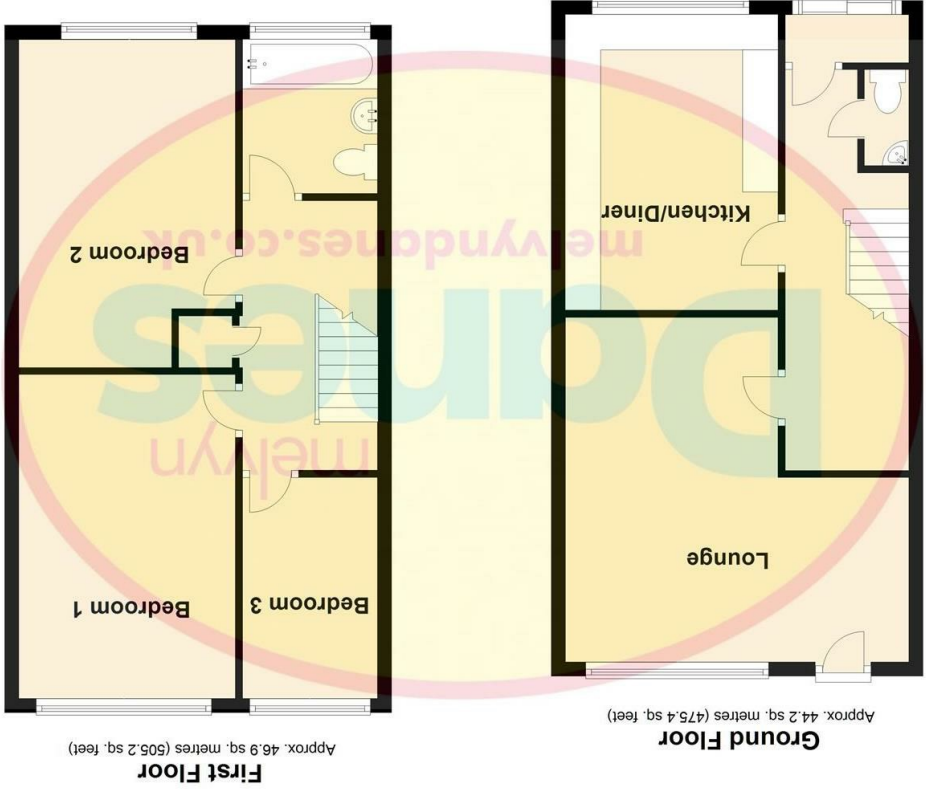 Ground Floor
Approx. 44.2 sq. metres (475.4 sq. feet)
Lounge
Kitchen/Diner
First Floor
Approx. 46.9 sq. metres (505.2 sq. feet)
Bedroom 3
Bedroom 1
Bedroom 2
melyn
Danes
melvyndanes.co.uk